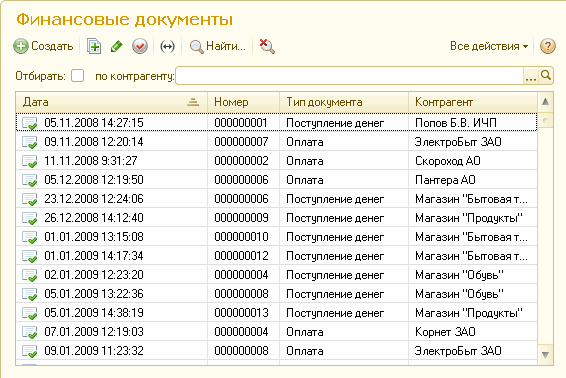 Финансовые документы
Создать Найти... Все действия
Отбирать: по контрагенту: ...
Дата Номер Тип документа Контрагент
05.11.2008 14:27:15 000000001 Поступление денег Попов Б.В. ИЧП
09.11.2008 12:20:14 000000007 Оплата ЭлектроБыт ЗАО
11.11.2008 9:31:27 000000002 Оплата Скороход АО
05.12.2008 12:19:50 000000006 Оплата Пантера АО
23.12.2008 12:24:06 000000006 Поступление денег Магазин "Бытовая т...
26.12.2008 14:12:40 000000009 Поступление денег Магазин "Продукты"
01.01.2009 13:15:08 000000010 Поступление денег Магазин "Бытовая т...
01.01.2009 14:17:34 000000012 Поступление денег Магазин "Бытовая т...
02.01.2009 12:23:20 000000004 Поступление денег Магазин "Обувь"
05.01.2009 13:22:36 000000008 Поступление денег Магазин "Обувь"
05.01.2009 14:38:19 000000013 Поступление денег Магазин "Продукты"
07.01.2009 12:19:03 000000004 Оплата Корнет ЗАО
09.01.2009 11:23:32 000000008 Оплата ЭлектроБыт ЗАО